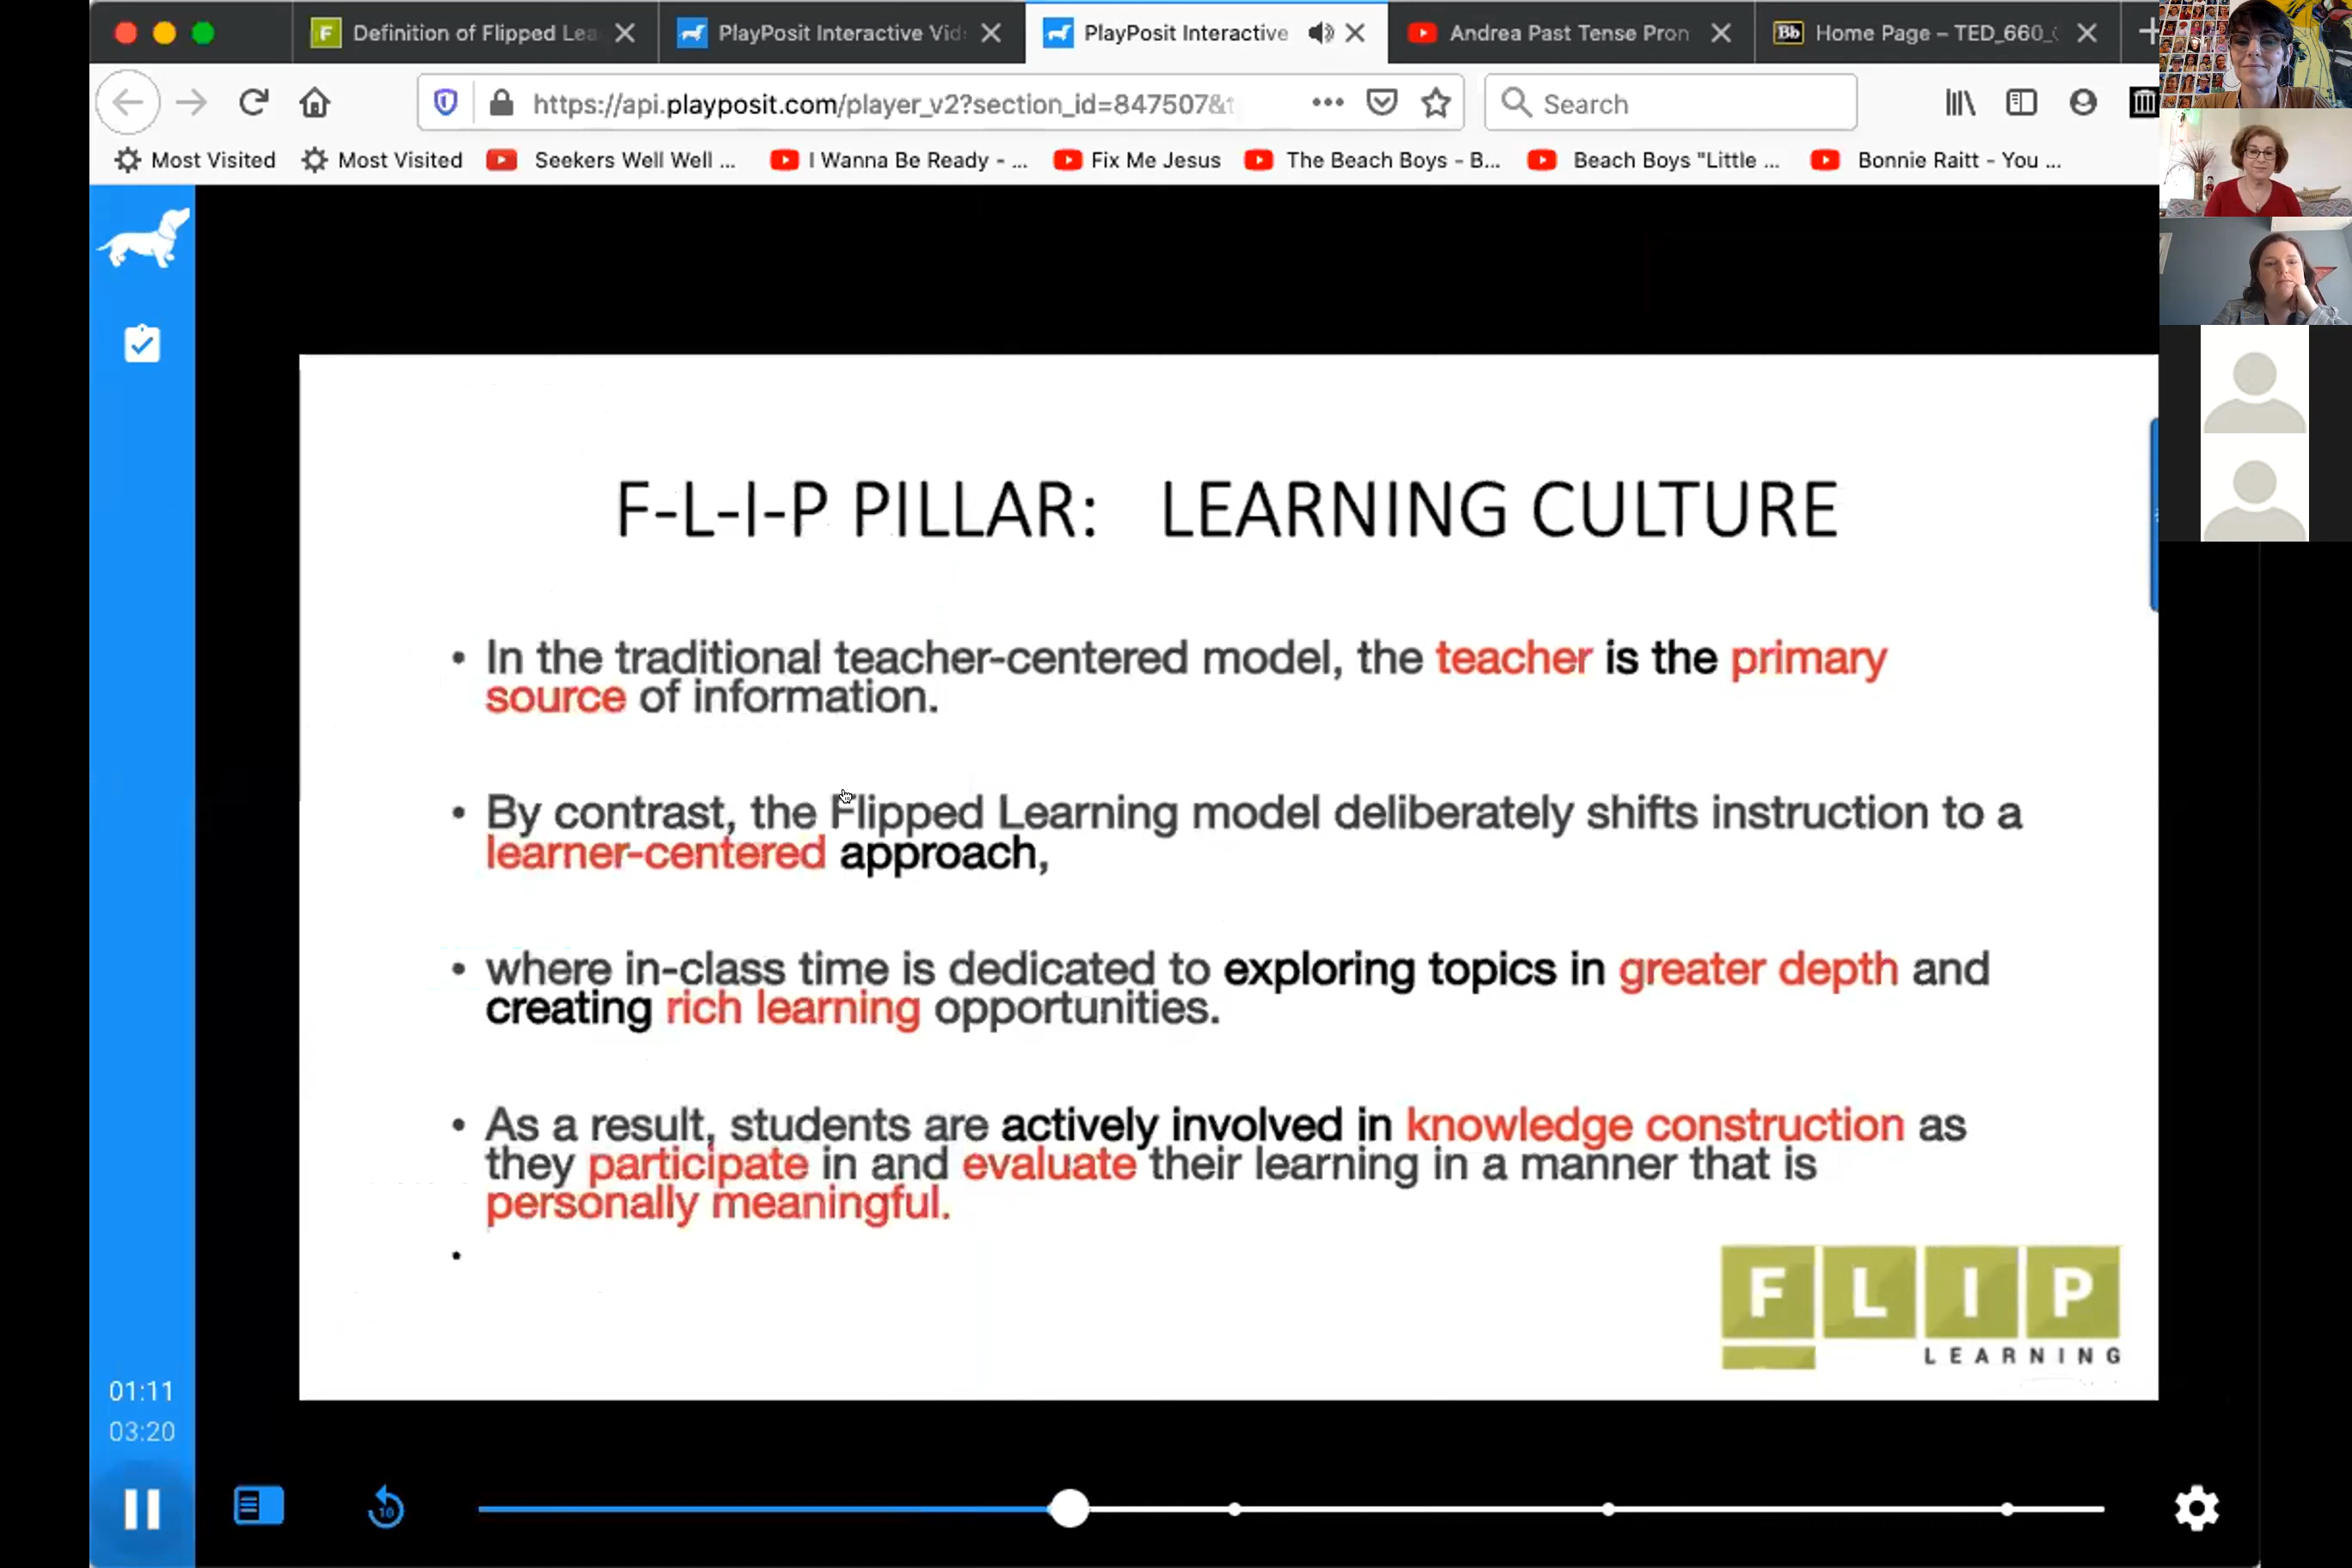 Definition of Flipped Lea
PlayPosit Interactive Vid
PlayPosit Interactive
Andrea Past Tense Pron
Bb Home Page – TED_660_
https://api.playposit.com/player_v2?section_id=847507&t
Search
Most Visited
Most Visited
Seekers Well Well ...
I Wanna Be Ready - ...
Fix Me Jesus
The Beach Boys - B...
Beach Boys "Little ...
Bonnie Raitt - You ...
F-L-I-P PILLAR: LEARNING CULTURE
• In the traditional teacher-centered model, the teacher is the primary
source of information.
• By contrast, the Flipped Learning model deliberately shifts instruction to a
learner-centered approach,
• where in-class time is dedicated to exploring topics in greater depth and
creating rich learning opportunities.
• As a result, students are actively involved in knowledge construction as
they participate in and evaluate their learning in a manner that is
personally meaningful.
•
F L I P
LEARNING
01:11
03:20
10